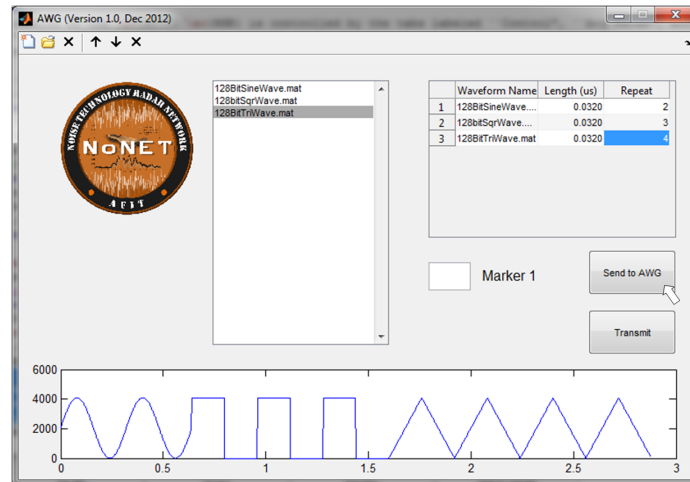 AWG (Version 1.0, Dec 2012)
NOISE TECHNOLOGY RADAR NETWORK
NoNET
AFIT
128BitSineWave.mat
128bitSqrWave.mat
128BitTriWave.mat
Waveform Name Length (us) Repeat
1 128BitSineWave.... 0.0320 2
2 128bitSqrWave.... 0.0320 3
3 128BitTriWave.mat 0.0320 4
Marker 1
Send to AWG
Transmit
6000
4000
2000
0
0 0.5 1 1.5 2 2.5 3